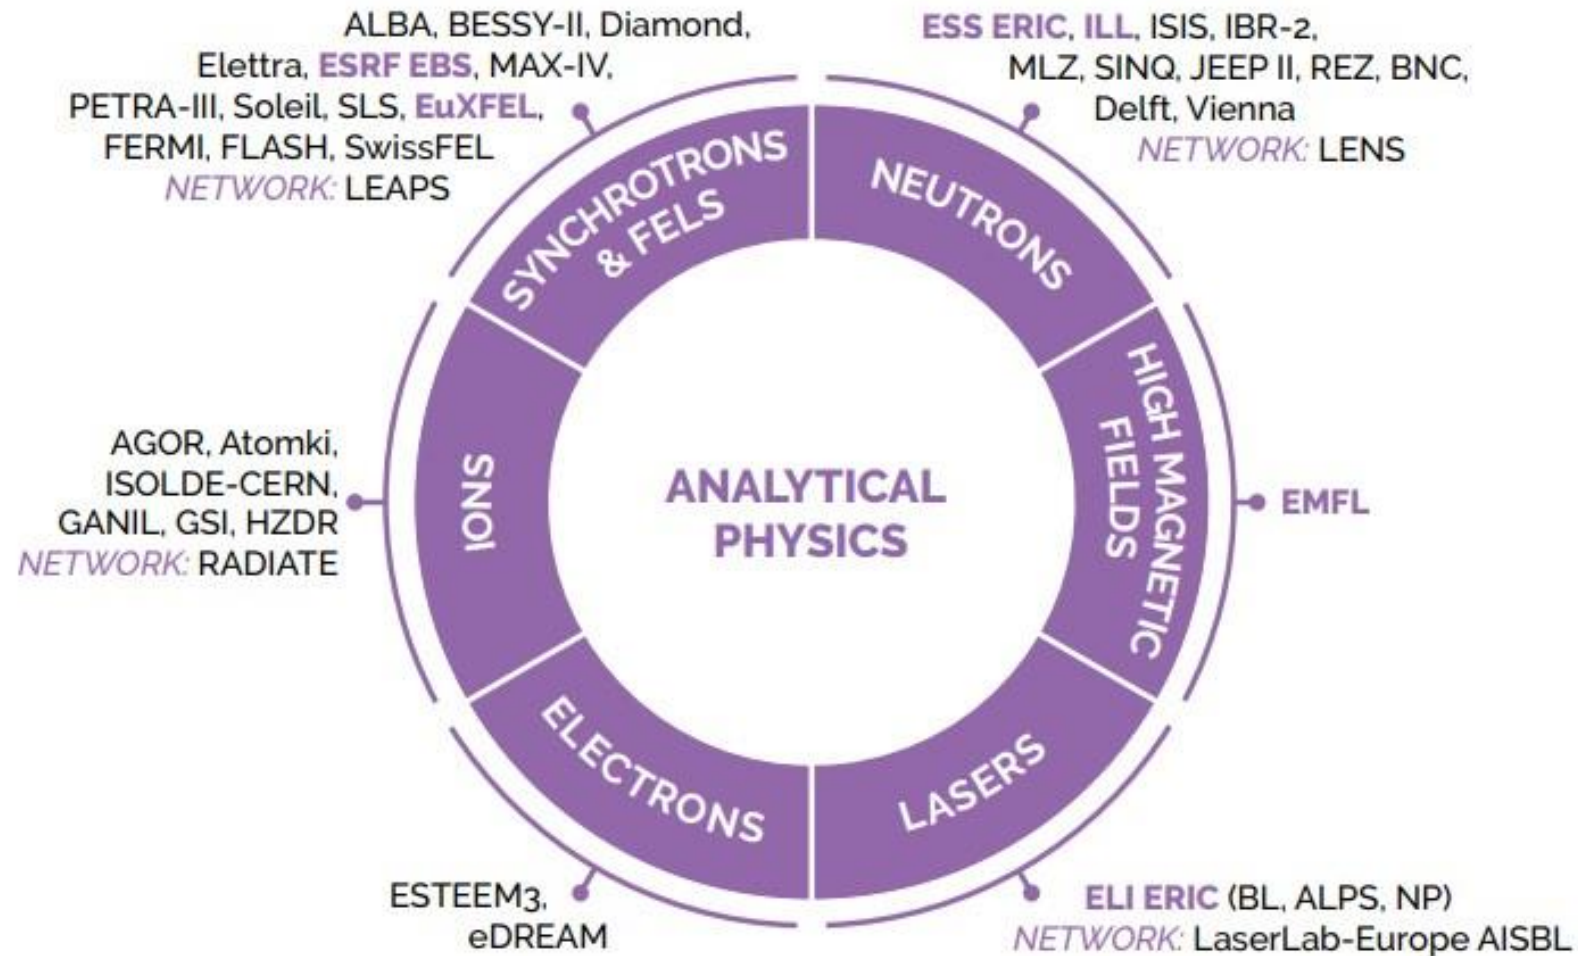 ALBA, BESSY-II, Diamond,
Elettra, ESRF EBS, MAX-IV,
PETRA-III, Soleil, SLS, EuXFEL,
FERMI, FLASH, SwissFEL
NETWORK: LEAPS
ESS ERIC, ILL, ISIS, IBR-2,
MLZ, SINQ, JEEP II, REZ, BNC,
Delft, Vienna
NETWORK: LENS
SYNCHROTRONS
& FELS
NEUTRONS
HIGH MAGNETIC
FIELDS
EMFL
AGOR, Atomki,
ISOLDE-CERN,
GANIL, GSI, HZDR
NETWORK: RADIATE
IONS
ANALYTICAL
PHYSICS
ELECTRONS
LASERS
ESTEEM3,
eDREAM
ELI ERIC (BL, ALPS, NP)
NETWORK: LaserLab-Europe AISBL